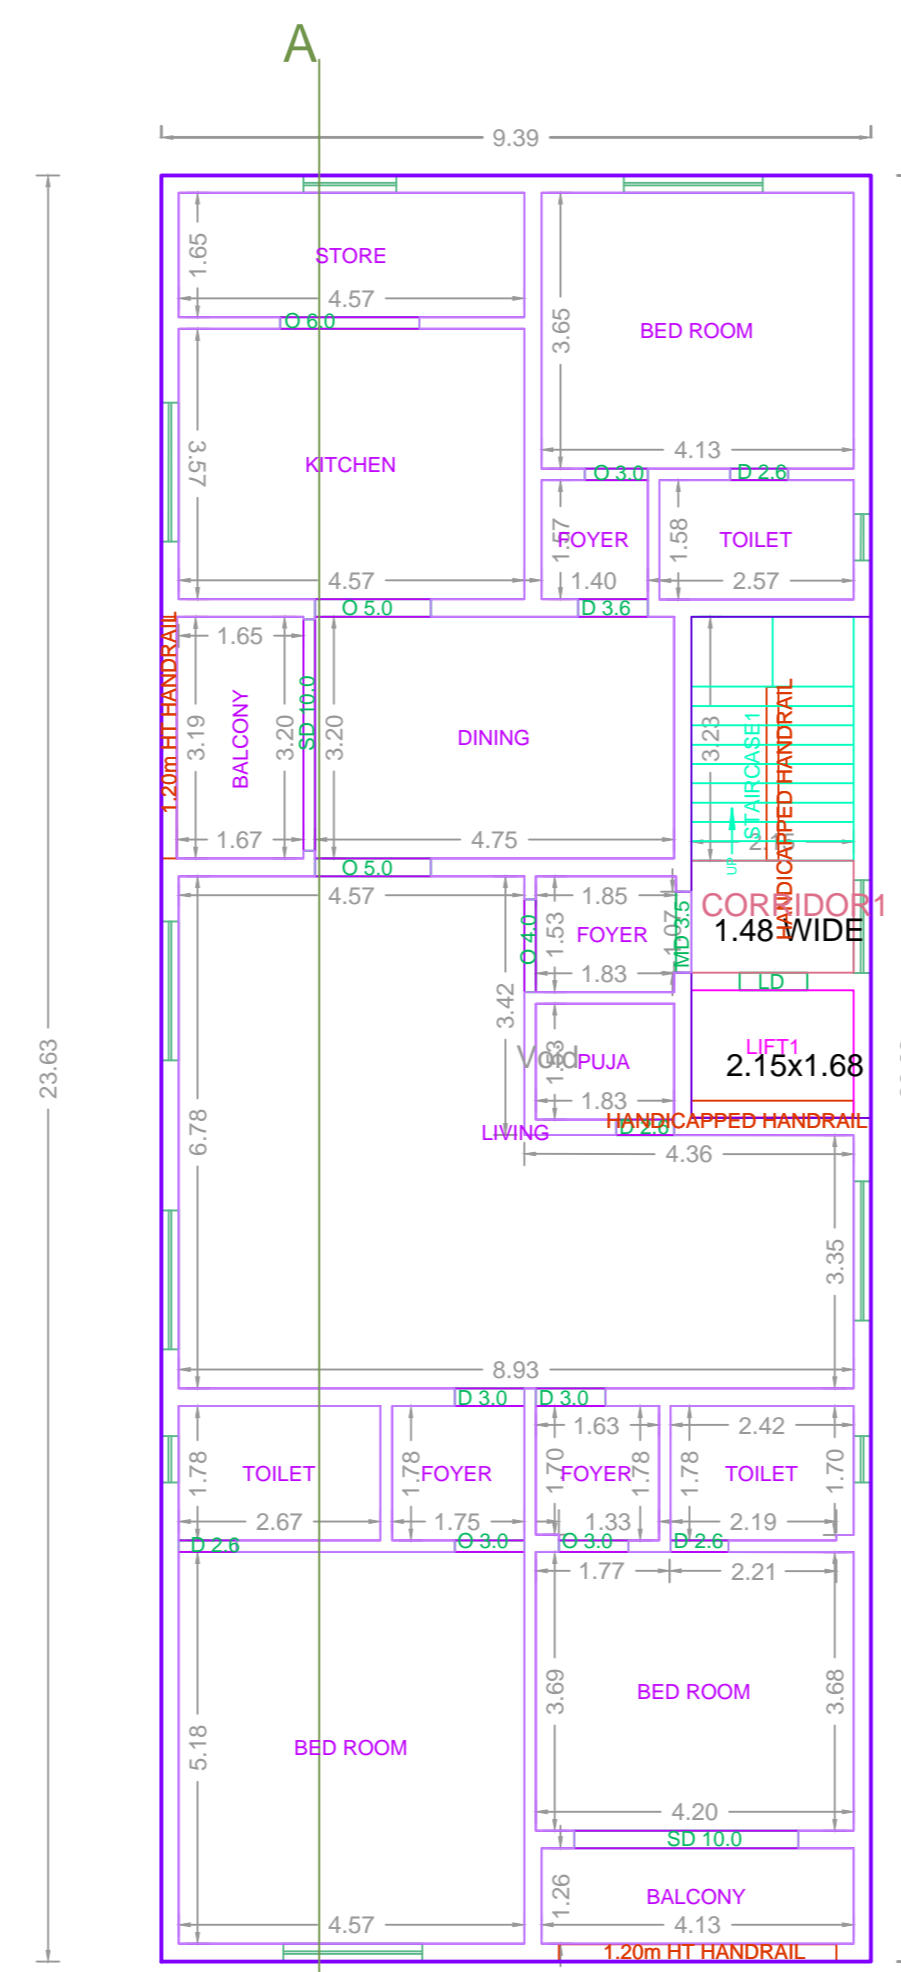 A
9.39
23.63
STORE
1.65
4.57
O 6.0
BED ROOM
3.65
4.13
KITCHEN
3.57
4.57
O 3.0
D 2.6
FOYER
1.57
1.40
TOILET
1.58
2.57
O 5.0
D 3.6
1.20m HT HANDRAIL
1.65
BALCONY
3.19
3.20
1.67
SD 10.0
3.20
DINING
4.75
3.23
STAIRCASE1
UP
HANDICAPPED HANDRAIL
O 5.0
4.57
1.85
FOYER
1.53
1.83
O 4.0
1.07
MD 3.5
CORRIDOR1
1.48 WIDE
LD
3.42
Void
PUJA
1.83
LIFT1
2.15x1.68
HANDICAPPED HANDRAIL
D 2.6
LIVING
4.36
6.78
3.35
8.93
D 3.0
D 3.0
TOILET
1.78
2.67
FOYER
1.78
1.75
FOYER
1.63
1.70
1.78
1.33
TOILET
2.42
1.78
1.70
2.19
D 2.6
O 3.0
O 3.0
D 2.6
1.77
2.21
BED ROOM
5.18
4.57
BED ROOM
3.69
3.68
4.20
SD 10.0
BALCONY
1.26
4.13
1.20m HT HANDRAIL